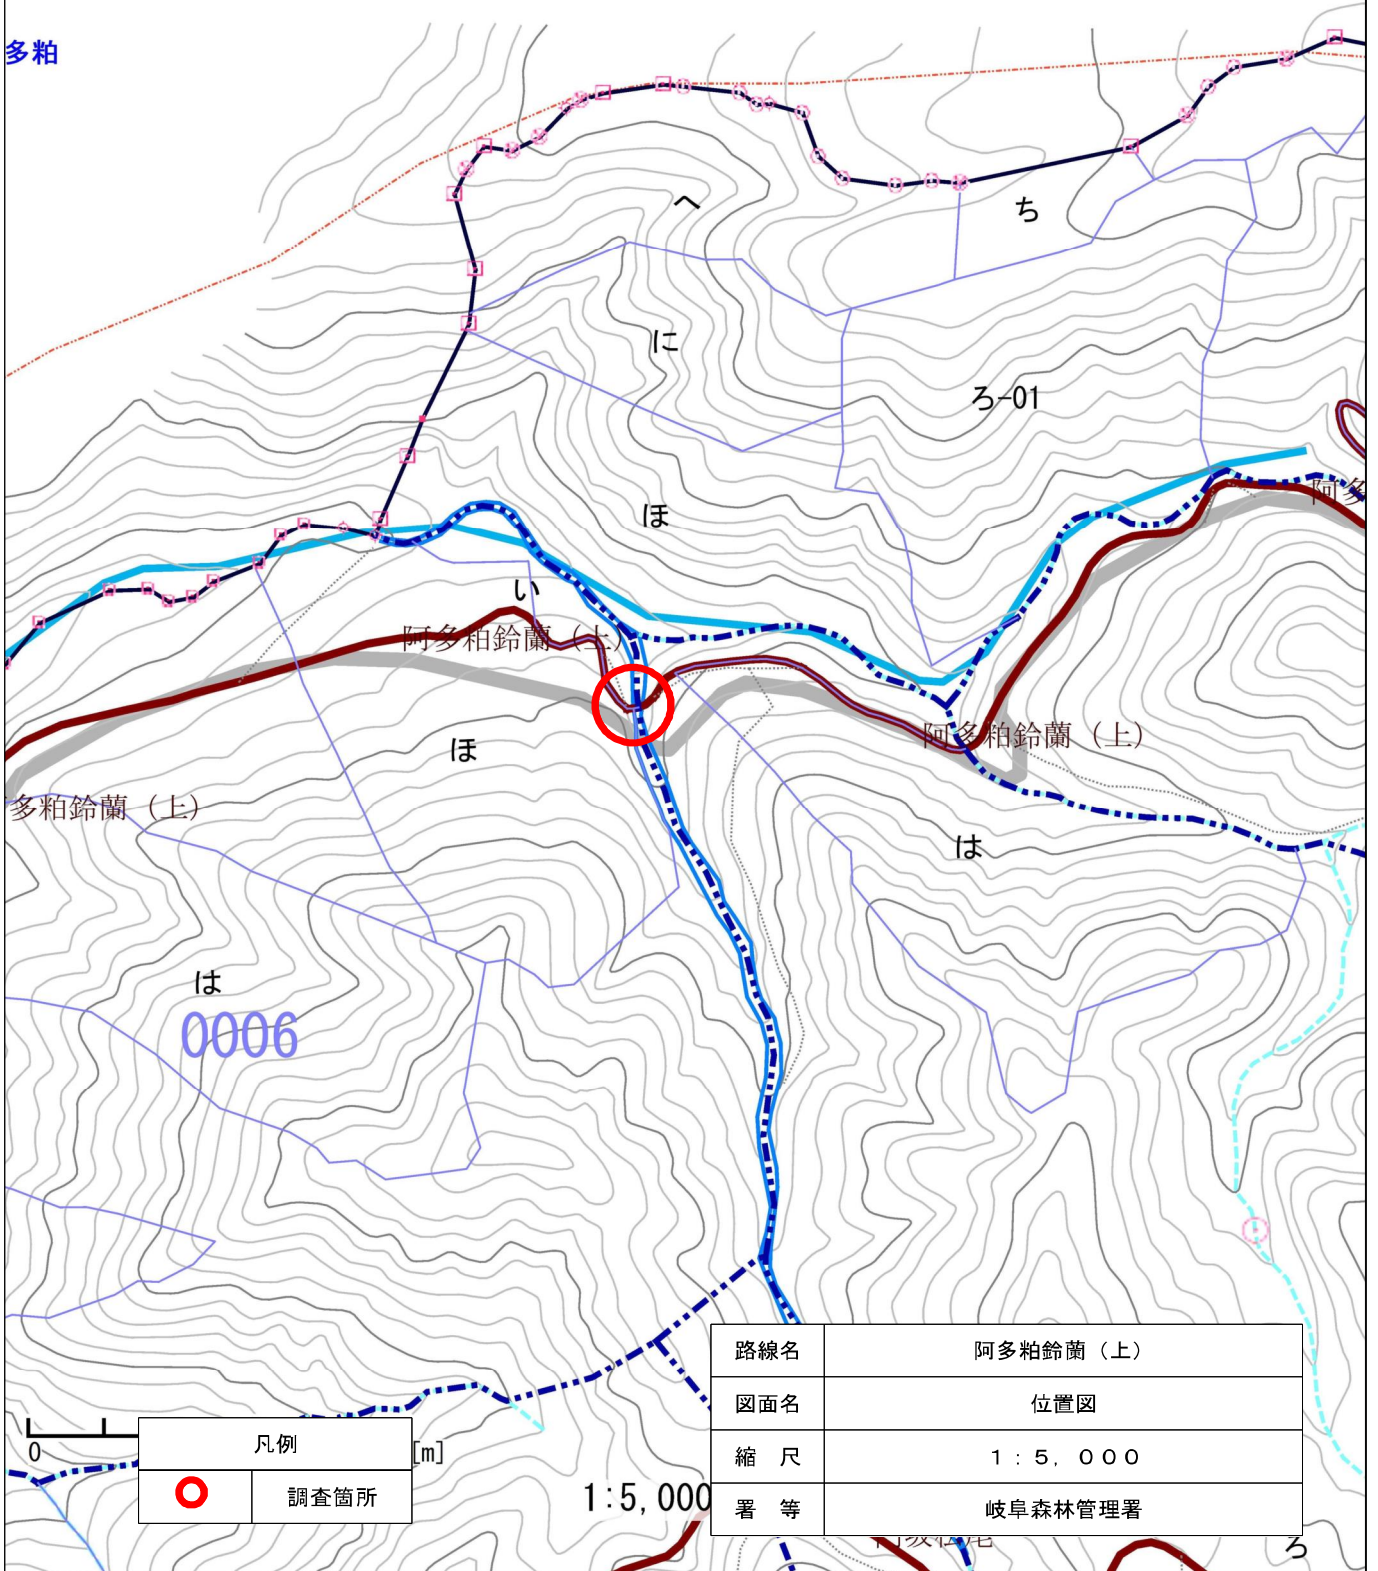 多粕
へ
ち
に
ろ-01
ほ
阿多
い
阿多粕鈴蘭（上）
阿多粕鈴蘭（上）
ほ
多粕鈴蘭（上）
は
は
0006
路線名 阿多粕鈴蘭（上）
図面名 位置図
縮 尺 １：５，０００
署 等 岐阜森林管理署
0
[m]
凡例
調査箇所
1:5,000
ろ